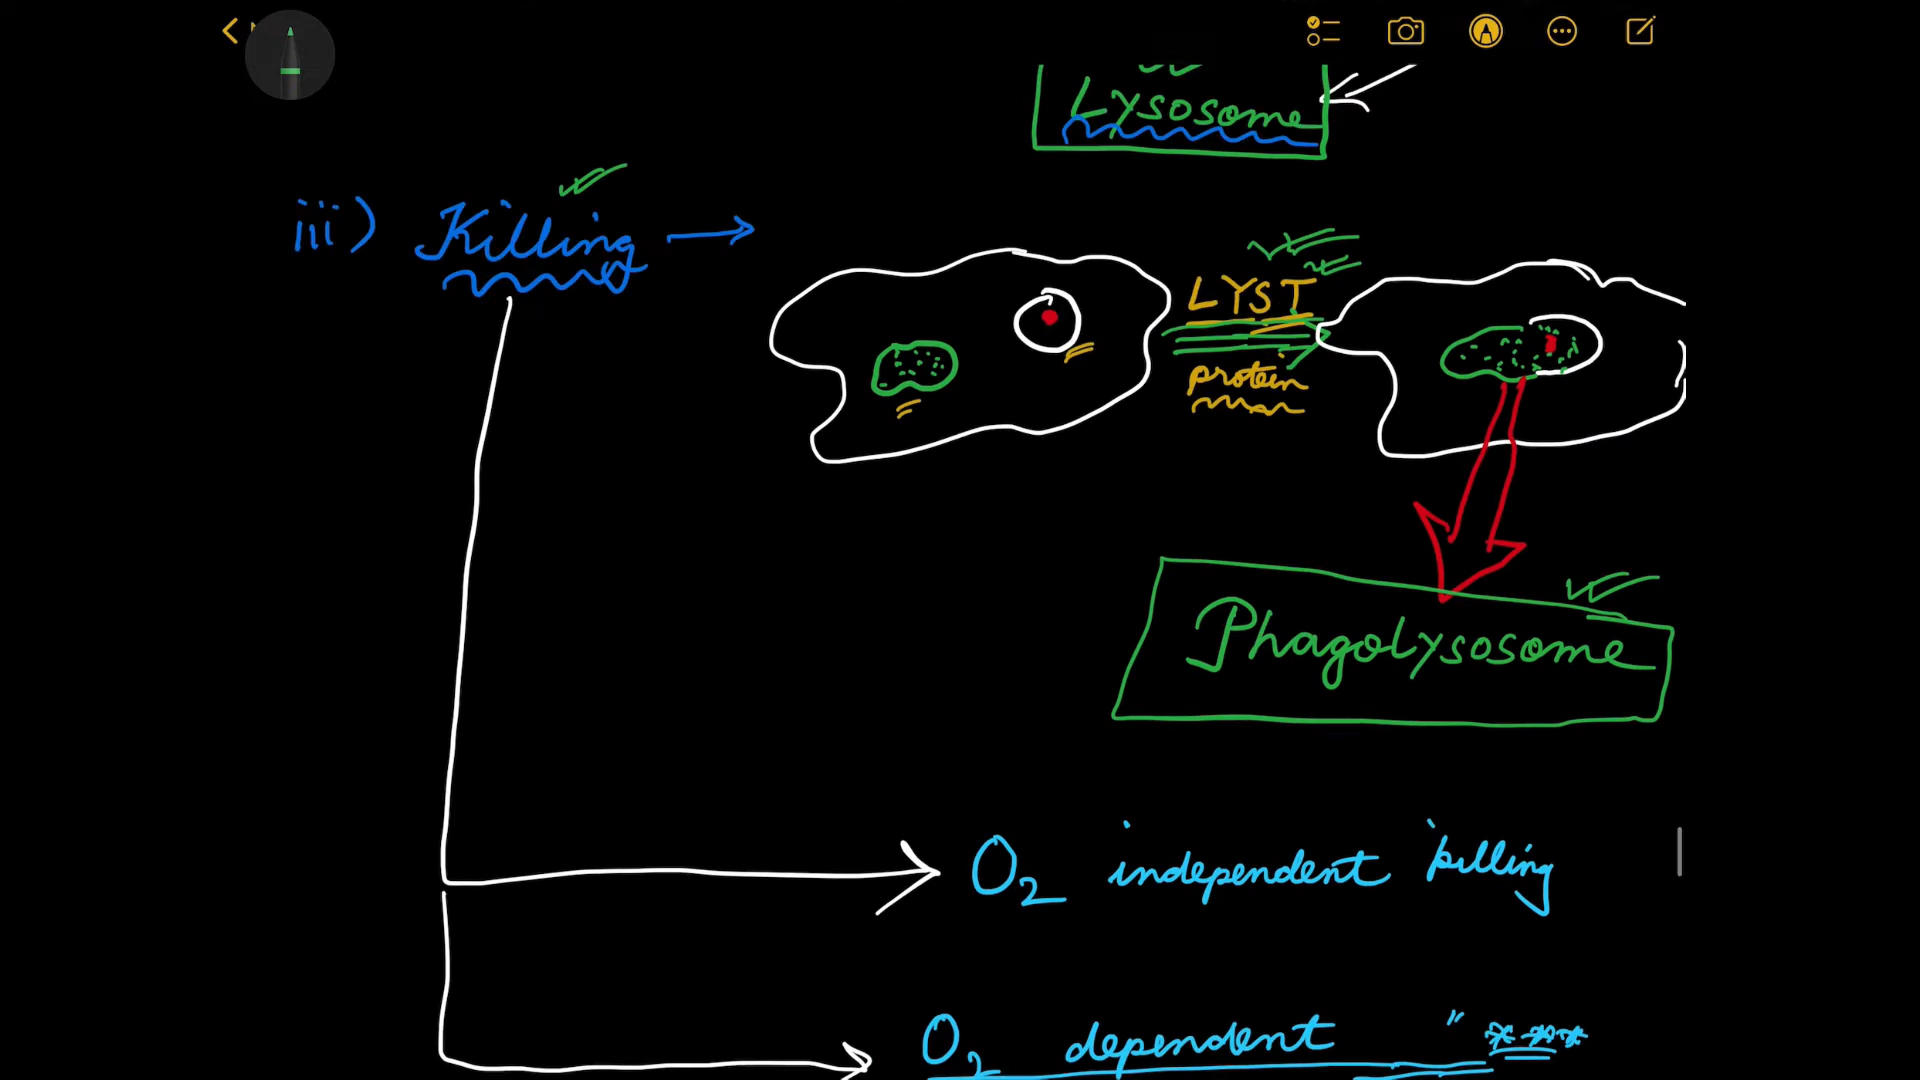 Lysosome
iii) Killing →
LYST
protein
Phagolysosome
O₂ independent killing
O₂ dependent " ***